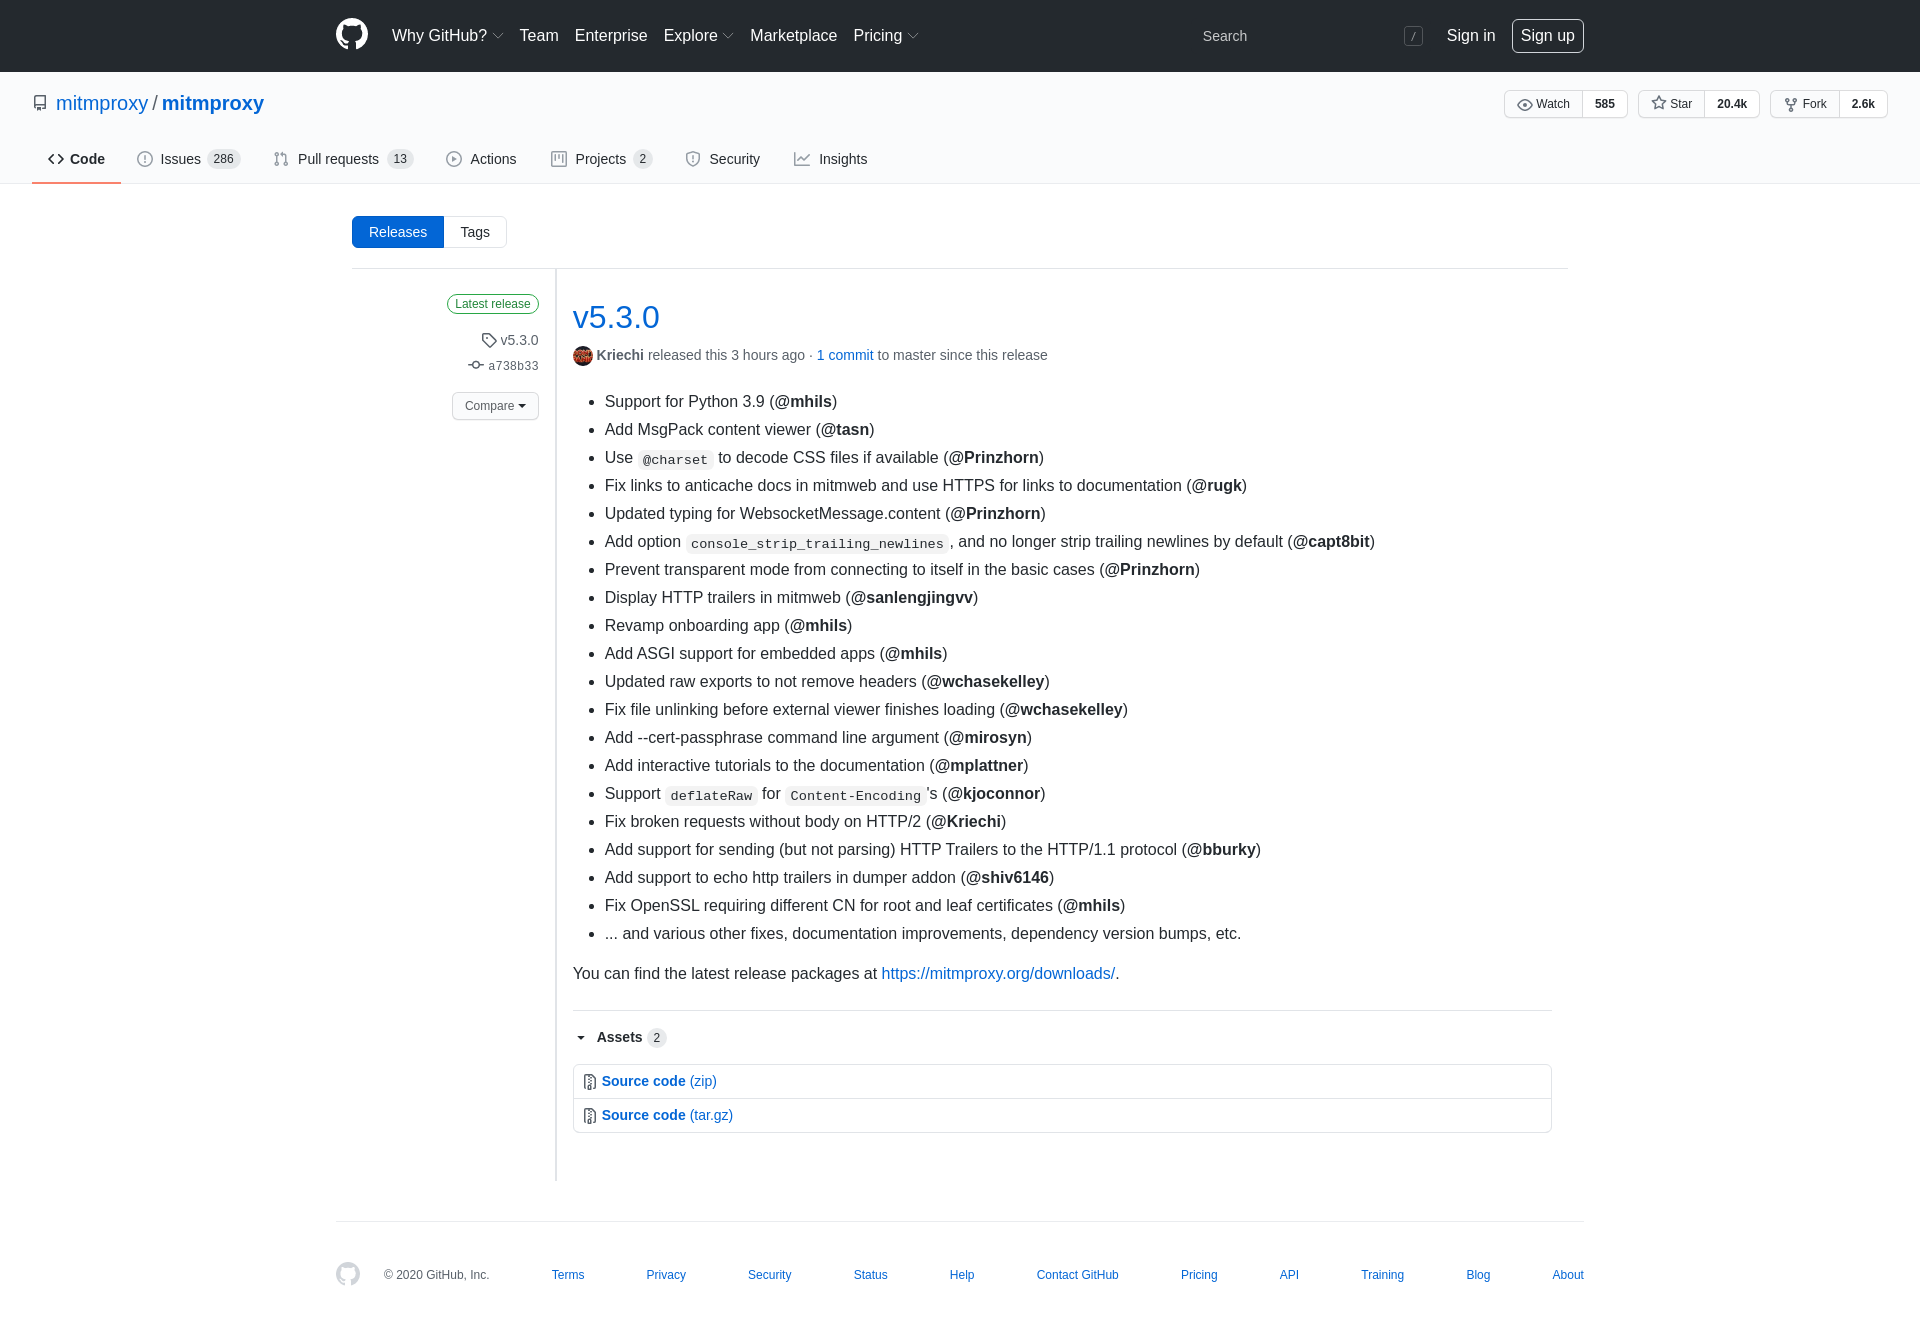 Why GitHub? Team Enterprise Explore Marketplace Pricing Search / Sign in Sign up
mitmproxy / mitmproxy Watch 585 Star 20.4k Fork 2.6k
Code Issues 286 Pull requests 13 Actions Projects 2 Security Insights
Releases Tags
Latest release
v5.3.0
a738b33
Compare
v5.3.0
Kriechi released this 3 hours ago · 1 commit to master since this release
• Support for Python 3.9 (@mhils)
• Add MsgPack content viewer (@tasn)
• Use @charset to decode CSS files if available (@Prinzhorn)
• Fix links to anticache docs in mitmweb and use HTTPS for links to documentation (@rugk)
• Updated typing for WebsocketMessage.content (@Prinzhorn)
• Add option console_strip_trailing_newlines, and no longer strip trailing newlines by default (@capt8bit)
• Prevent transparent mode from connecting to itself in the basic cases (@Prinzhorn)
• Display HTTP trailers in mitmweb (@sanlengjingvv)
• Revamp onboarding app (@mhils)
• Add ASGI support for embedded apps (@mhils)
• Updated raw exports to not remove headers (@wchasekelley)
• Fix file unlinking before external viewer finishes loading (@wchasekelley)
• Add --cert-passphrase command line argument (@mirosyn)
• Add interactive tutorials to the documentation (@mplattner)
• Support deflateRaw for Content-Encoding's (@kjoconnor)
• Fix broken requests without body on HTTP/2 (@Kriechi)
• Add support for sending (but not parsing) HTTP Trailers to the HTTP/1.1 protocol (@bburky)
• Add support to echo http trailers in dumper addon (@shiv6146)
• Fix OpenSSL requiring different CN for root and leaf certificates (@mhils)
• ... and various other fixes, documentation improvements, dependency version bumps, etc.
You can find the latest release packages at https://mitmproxy.org/downloads/.
Assets 2
Source code (zip)
Source code (tar.gz)
© 2020 GitHub, Inc. Terms Privacy Security Status Help Contact GitHub Pricing API Training Blog About